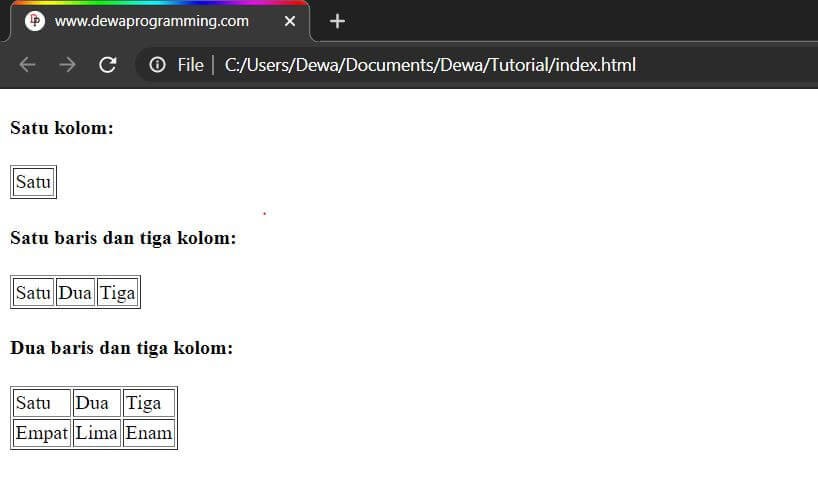 www.dewaprogramming.com
File | C:/Users/Dewa/Documents/Dewa/Tutorial/index.html
Satu kolom:
Satu
Satu baris dan tiga kolom:
Satu Dua Tiga
Dua baris dan tiga kolom:
Satu Dua Tiga
Empat Lima Enam